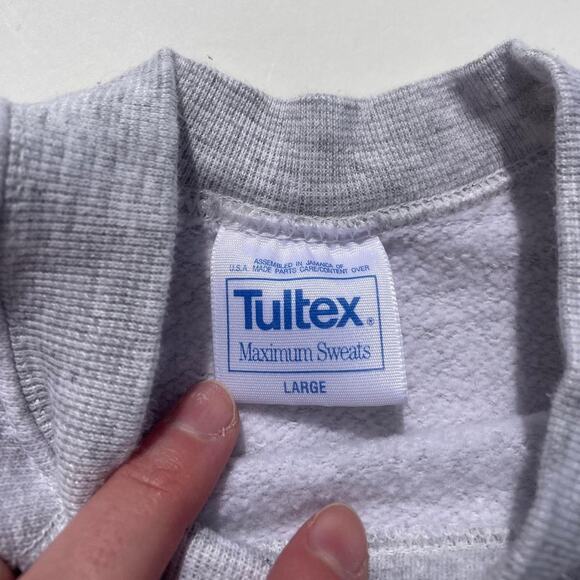 ASSEMBLED IN JAMAICA OF
U.S.A. MADE PARTS CARE/CONTENT OVER
Tultex®
Maximum Sweats
LARGE